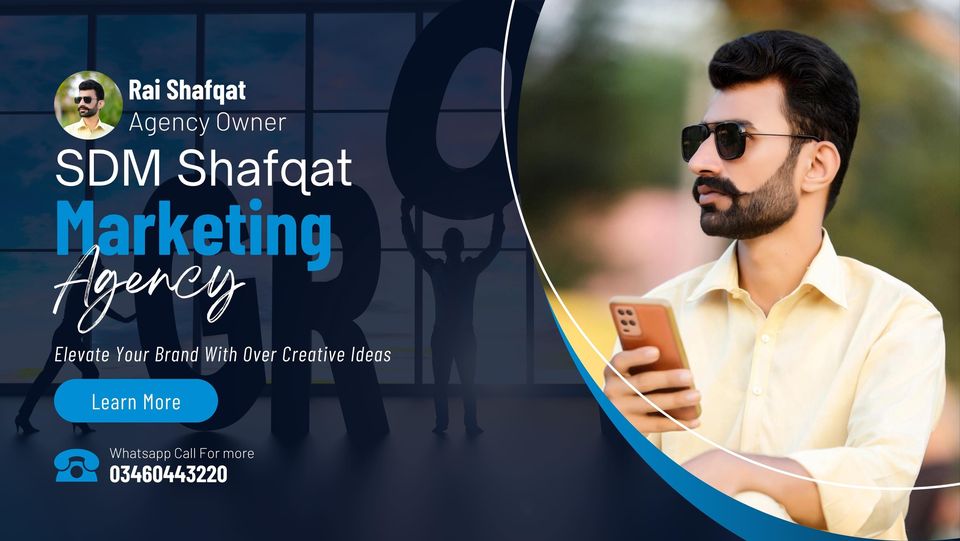 Rai Shafqat
Agency Owner
SDM Shafqat
Marketing
Agency
Elevate Your Brand With Over Creative Ideas
Learn More
Whatsapp Call For more
03460443220